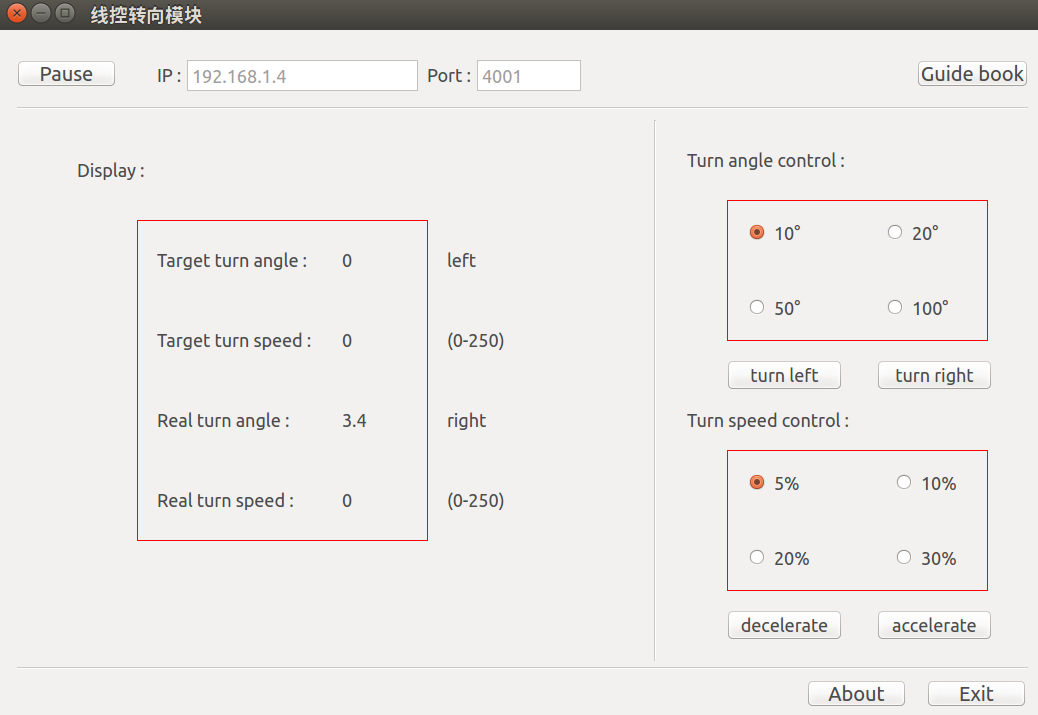 线控转向模块
Pause IP : 192.168.1.4 Port : 4001 Guide book
Display :
Target turn angle : 0 left
Target turn speed : 0 (0-250)
Real turn angle : 3.4 right
Real turn speed : 0 (0-250)
Turn angle control :
10° 20°
50° 100°
turn left turn right
Turn speed control :
5% 10%
20% 30%
decelerate accelerate
About Exit